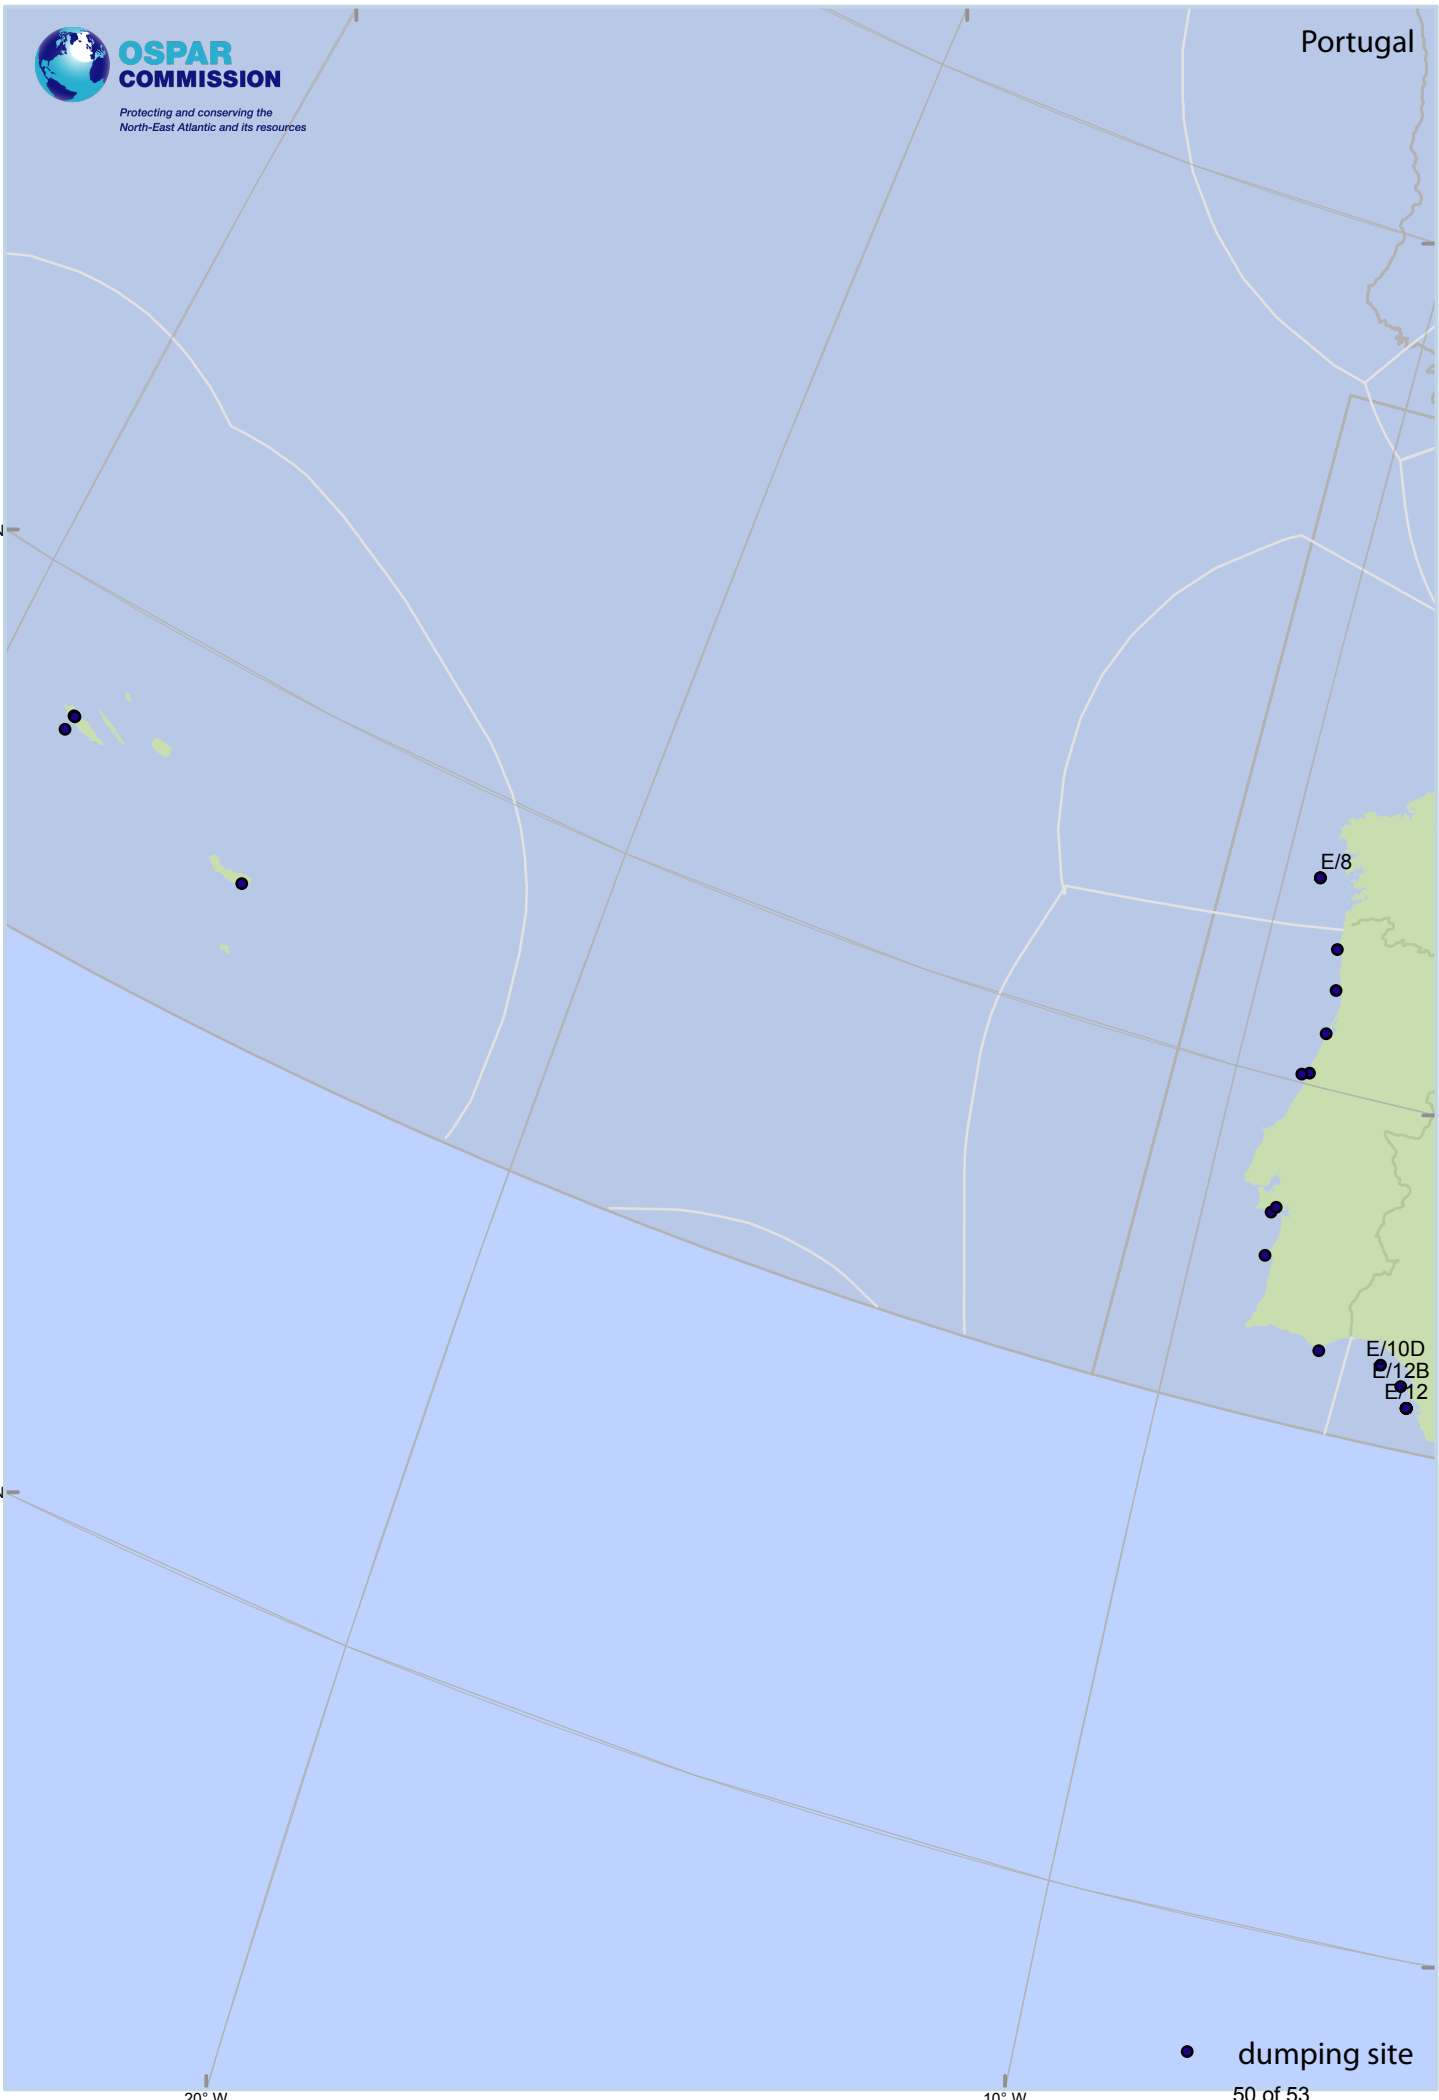 Portugal
OSPAR
COMMISSION
Protecting and conserving the
North-East Atlantic and its resources
E/8
E/10D
E/12B
E/12
dumping site
20° W
10° W
50 of 53